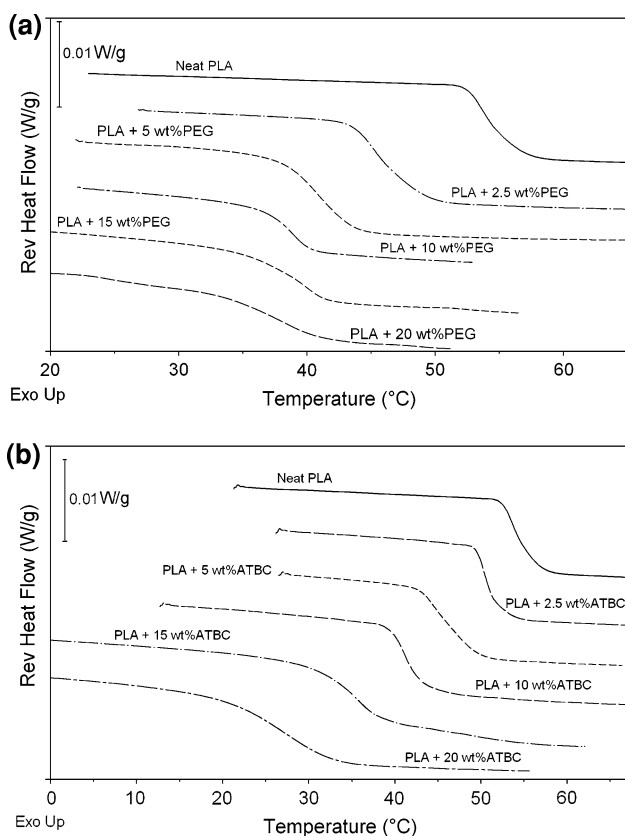 (a)
0.01 W/g
Neat PLA
PLA + 5 wt%PEG
PLA + 2.5 wt%PEG
PLA + 15 wt%PEG
PLA + 10 wt%PEG
PLA + 20 wt%PEG
Rev Heat Flow (W/g)
20 30 40 50 60
Exo Up
Temperature (°C)
(b)
0.01 W/g
Neat PLA
PLA + 5 wt%ATBC
PLA + 2.5 wt%ATBC
PLA + 15 wt%ATBC
PLA + 10 wt%ATBC
PLA + 20 wt%ATBC
Rev Heat Flow (W/g)
0 10 20 30 40 50 60
Exo Up
Temperature (°C)